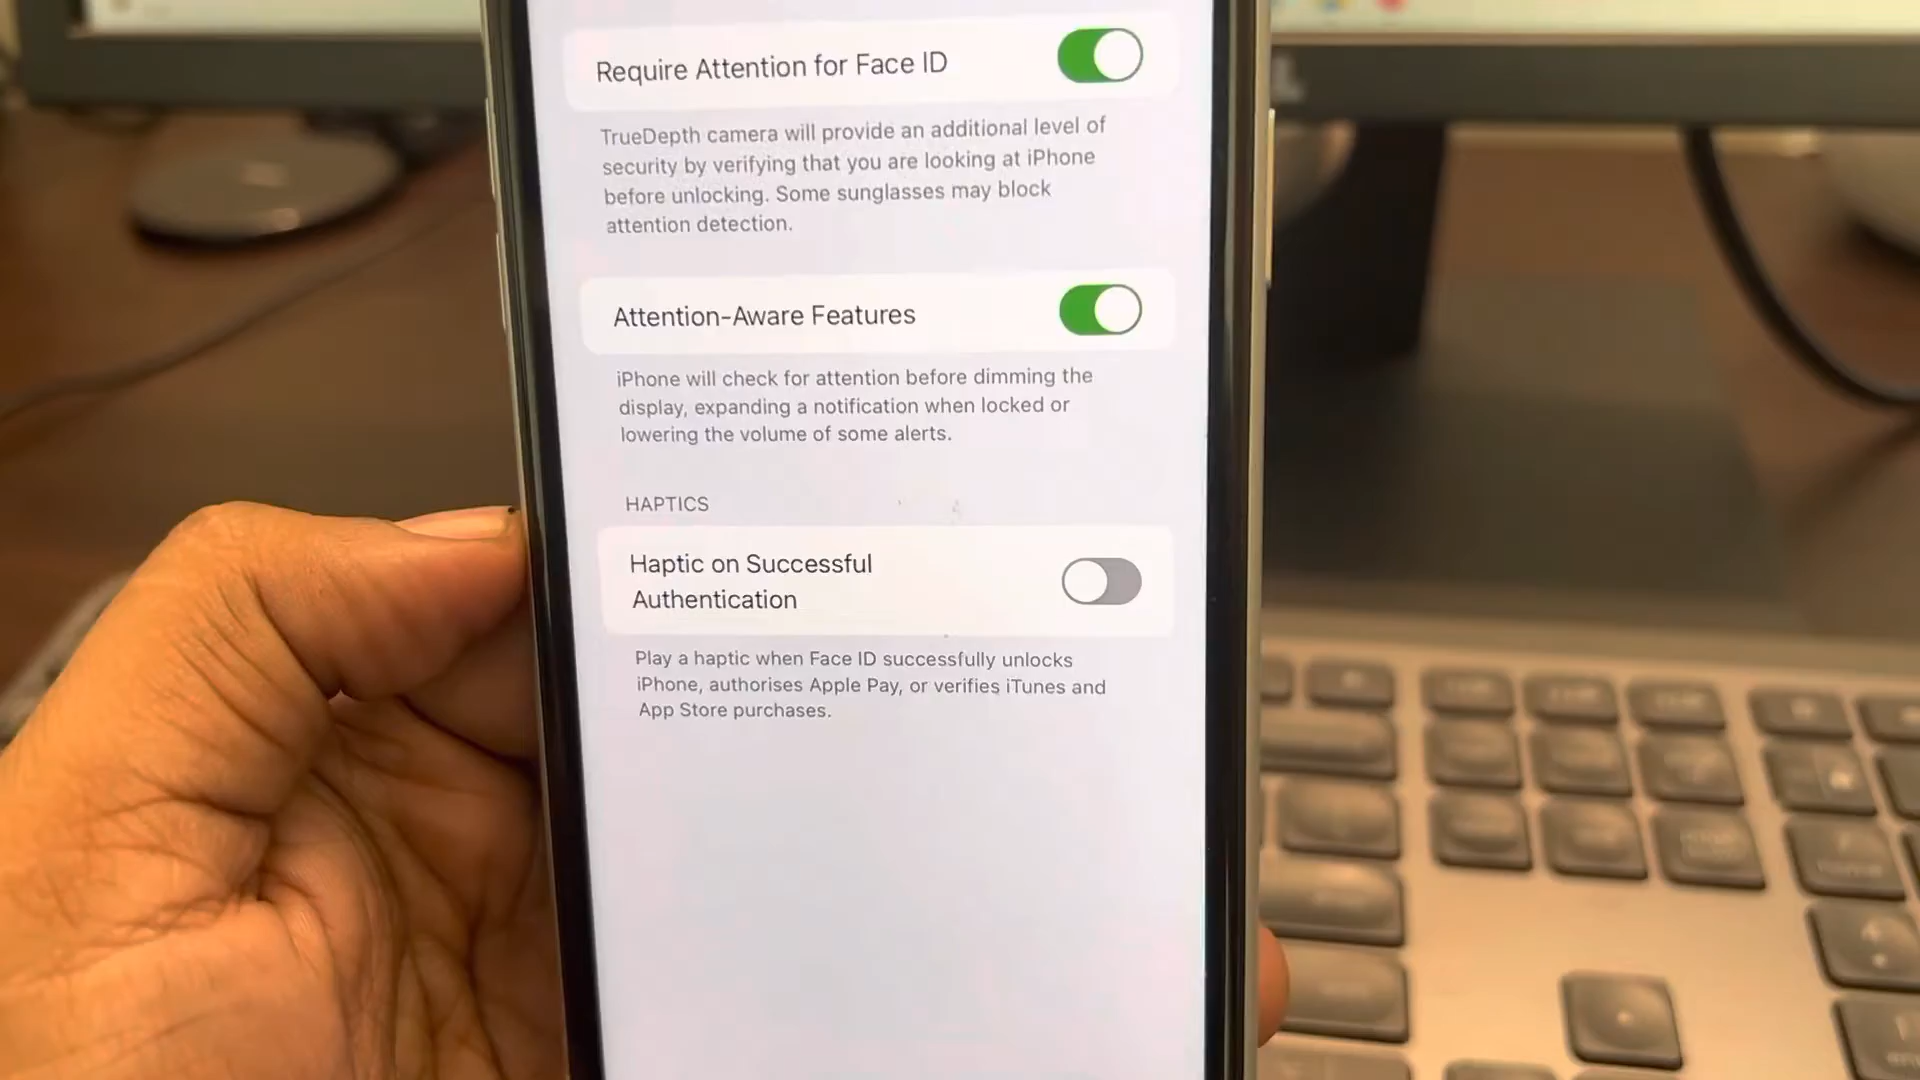 Require Attention for Face ID
TrueDepth camera will provide an additional level of
security by verifying that you are looking at iPhone
before unlocking. Some sunglasses may block
attention detection.
Attention-Aware Features
iPhone will check for attention before dimming the
display, expanding a notification when locked or
lowering the volume of some alerts.
HAPTICS
Haptic on Successful
Authentication
Play a haptic when Face ID successfully unlocks
iPhone, authorises Apple Pay, or verifies iTunes and
App Store purchases.